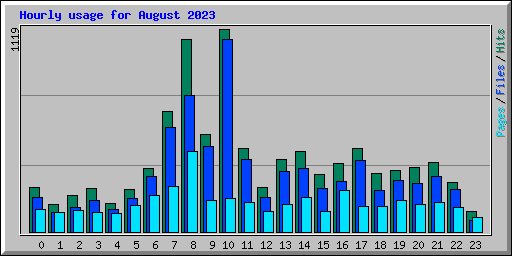 Hourly usage for August 2023
1119
Pages / Files / Hits
0 1 2 3 4 5 6 7 8 9 10 11 12 13 14 15 16 17 18 19 20 21 22 23